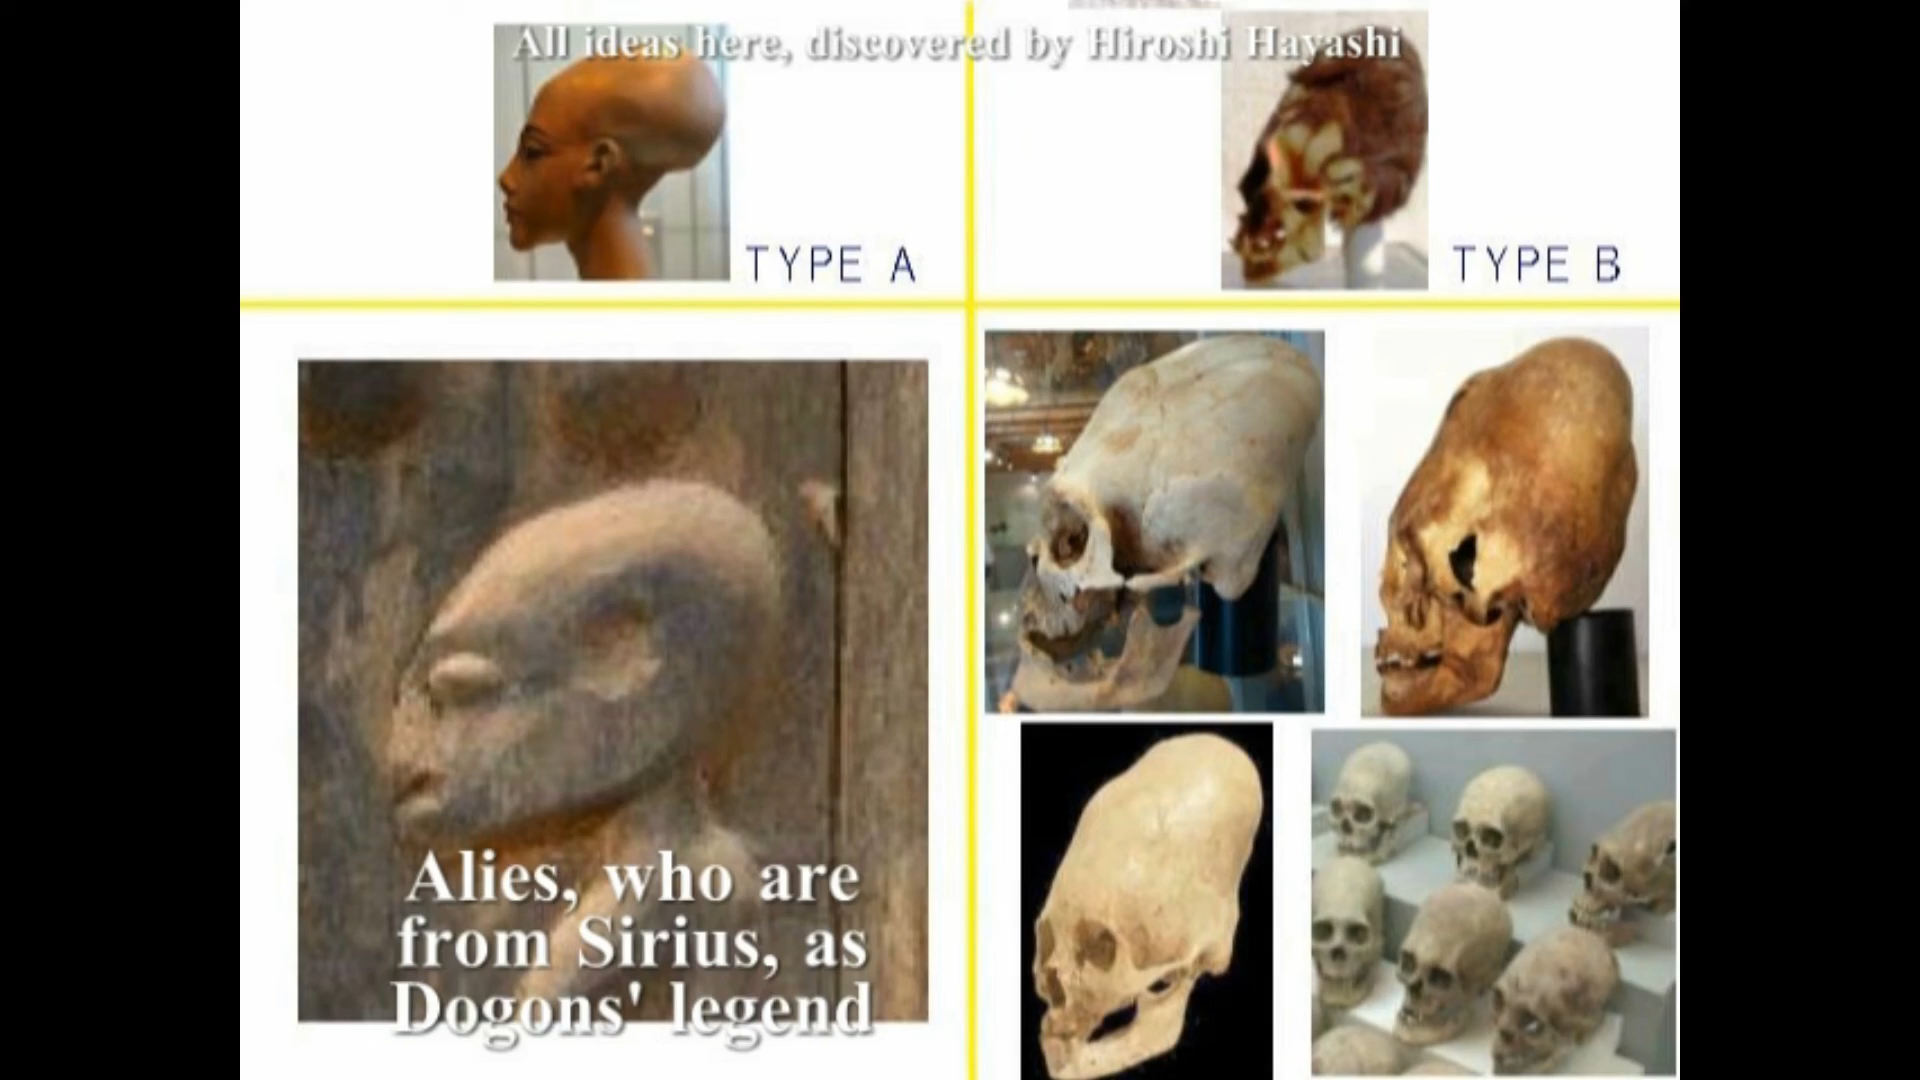 All ideas here, discovered by Hiroshi Hayashi
TYPE A
TYPE B
Alies, who are
from Sirius, as
Dogons' legend